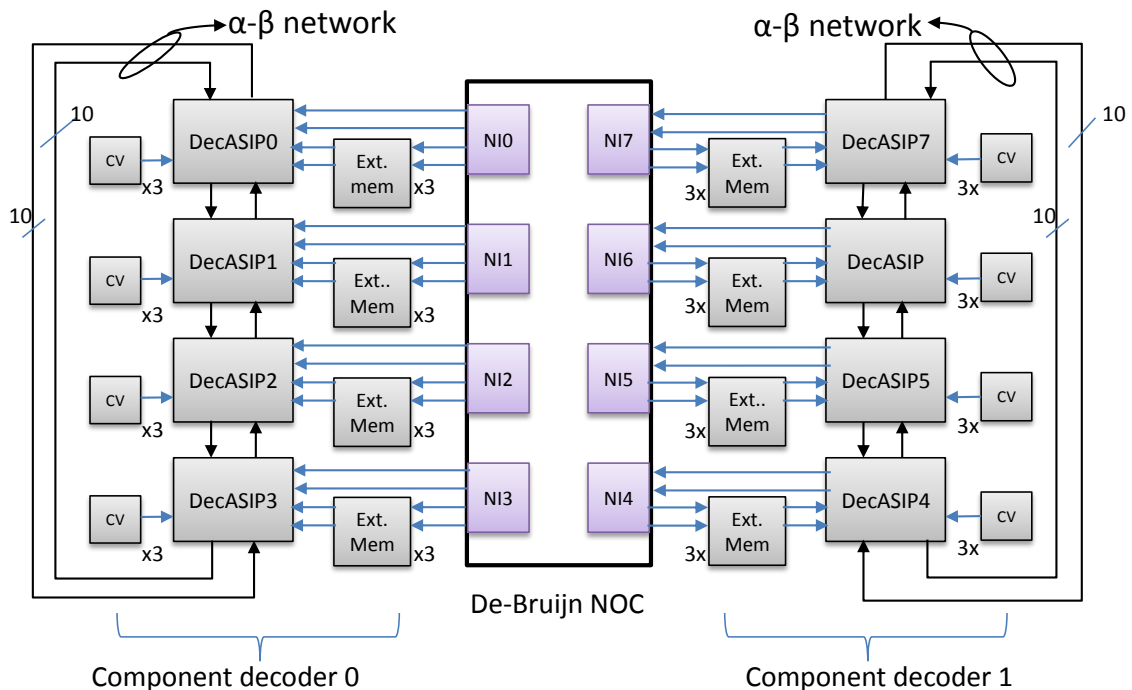 α-β network
α-β network
10
10
10
10
DecASIP0
CV
x3
Ext.
mem
x3
NI0
DecASIP1
CV
x3
Ext..
Mem
x3
NI1
DecASIP2
CV
x3
Ext.
Mem
x3
NI2
DecASIP3
CV
x3
Ext.
Mem
x3
NI3
NI7
3x
Ext.
Mem
DecASIP7
3x
CV
NI6
3x
Ext.
Mem
DecASIP
3x
CV
NI5
3x
Ext..
Mem
DecASIP5
3x
CV
NI4
3x
Ext.
Mem
DecASIP4
3x
CV
De-Bruijn NOC
Component decoder 0
Component decoder 1